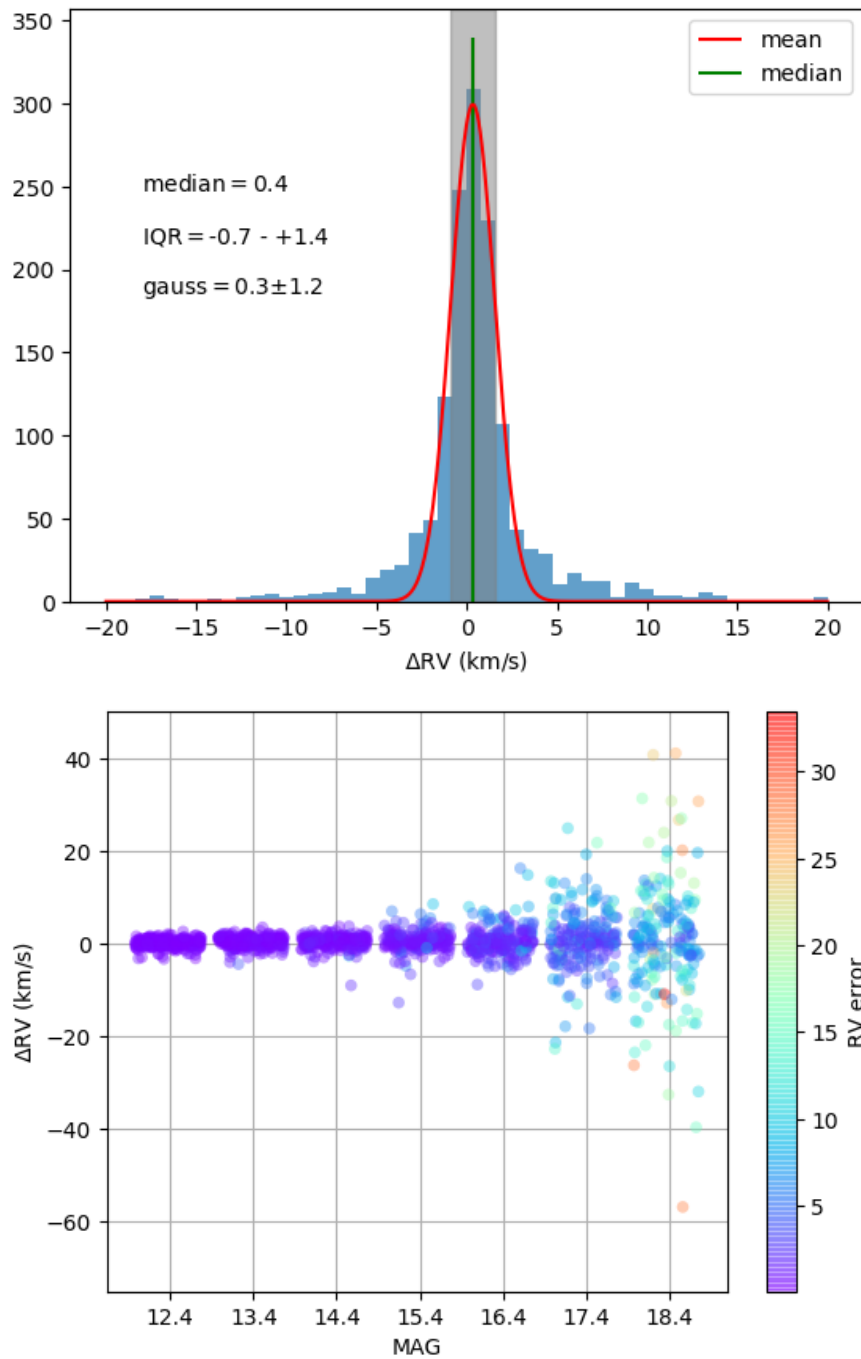 350
300
250
200
150
100
50
0
mean
median
median = 0.4
IQR = -0.7 - +1.4
gauss = 0.3±1.2
−20 −15 −10 −5 0 5 10 15 20
ΔRV (km/s)
40
20
0
−20
−40
−60
ΔRV (km/s)
12.4 13.4 14.4 15.4 16.4 17.4 18.4
MAG
30
25
20
15
10
5
RV error